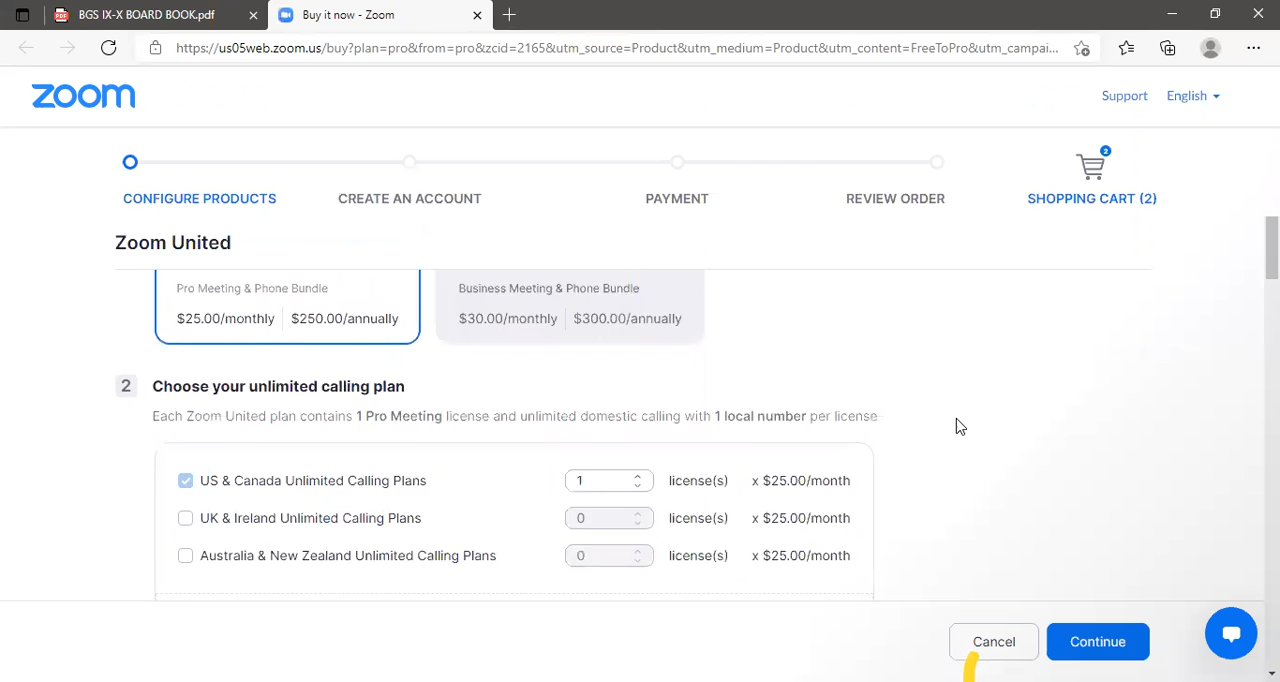 BGS IX-X BOARD BOOK.pdf
Buy it now - Zoom
https://us05web.zoom.us/buy?plan=pro&from=pro&zcid=2165&utm_source=Product&utm_medium=Product&utm_content=FreeToPro&utm_campai...
zoom
Support English
2
CONFIGURE PRODUCTS CREATE AN ACCOUNT PAYMENT REVIEW ORDER SHOPPING CART (2)
Zoom United
Pro Meeting & Phone Bundle Business Meeting & Phone Bundle
$25.00/monthly $250.00/annually $30.00/monthly $300.00/annually
2 Choose your unlimited calling plan
Each Zoom United plan contains 1 Pro Meeting license and unlimited domestic calling with 1 local number per license
US & Canada Unlimited Calling Plans 1 license(s) x $25.00/month
UK & Ireland Unlimited Calling Plans 0 license(s) x $25.00/month
Australia & New Zealand Unlimited Calling Plans 0 license(s) x $25.00/month
Cancel Continue